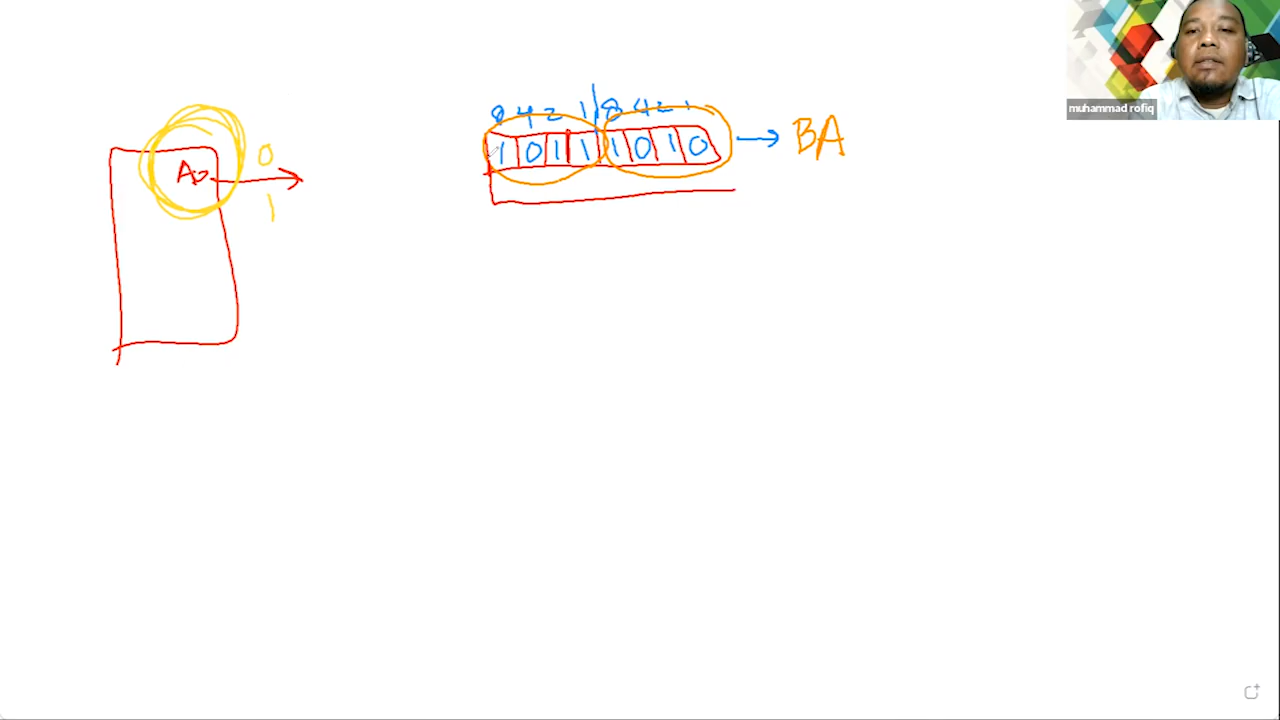 8 4 2 1 8 4 2 1
1 0 1 1 1 0 1 0 → BA
0
A0
1
muhammad rofiq